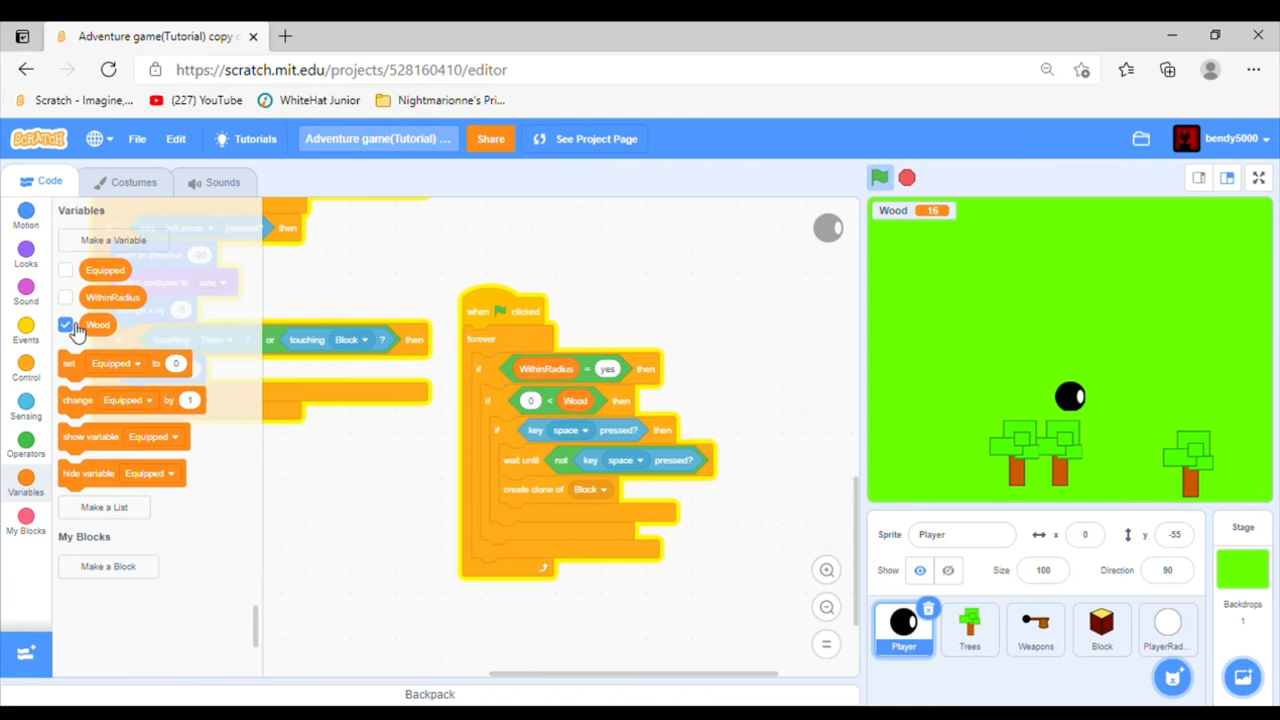 Adventure game(Tutorial) copy
https://scratch.mit.edu/projects/528160410/editor
Scratch - Imagine,...
(227) YouTube
WhiteHat Junior
Nightmarionne's Pri...
SCRATCH
File
Edit
Tutorials
Adventure game(Tutorial) ...
Share
See Project Page
bendy5000
Code
Costumes
Sounds
Motion
Looks
Sound
Events
Control
Sensing
Operators
Variables
My Blocks
Variables
Make a Variable
Equipped
WithinRadius
Wood
set Equipped to 0
change Equipped by 1
show variable Equipped
hide variable Equipped
Make a List
My Blocks
Make a Block
pressed? then
side
or touching Block ? then
when clicked
forever
if WithinRadius = yes then
if 0 < Wood then
if key space pressed? then
wait until not key space pressed?
create clone of Block
Backpack
Wood 16
Sprite Player x 0 y -55
Show Size 100 Direction 90
Player
Trees
Weapons
Block
PlayerRad...
Stage
Backdrops
1